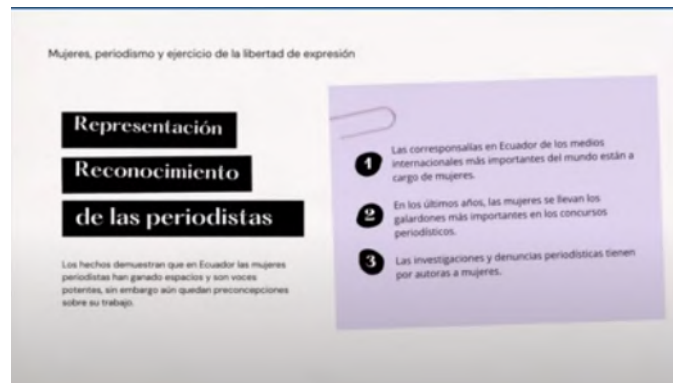 Mujeres, periodismo y ejercicio de la libertad de expresión
Representación
Reconocimiento
de las periodistas
Los hechos demuestran que en Ecuador las mujeres
periodistas han ganado espacios y son voces
potentes, sin embargo aún quedan preconcepciones
sobre su trabajo.
1
Las corresponsalías en Ecuador de los medios
internacionales más importantes del mundo están a
cargo de mujeres.
2
En los últimos años, las mujeres se llevan los
galardones más importantes en los concursos
periodísticos.
3
Las investigaciones y denuncias periodísticas tienen
por autoras a mujeres.